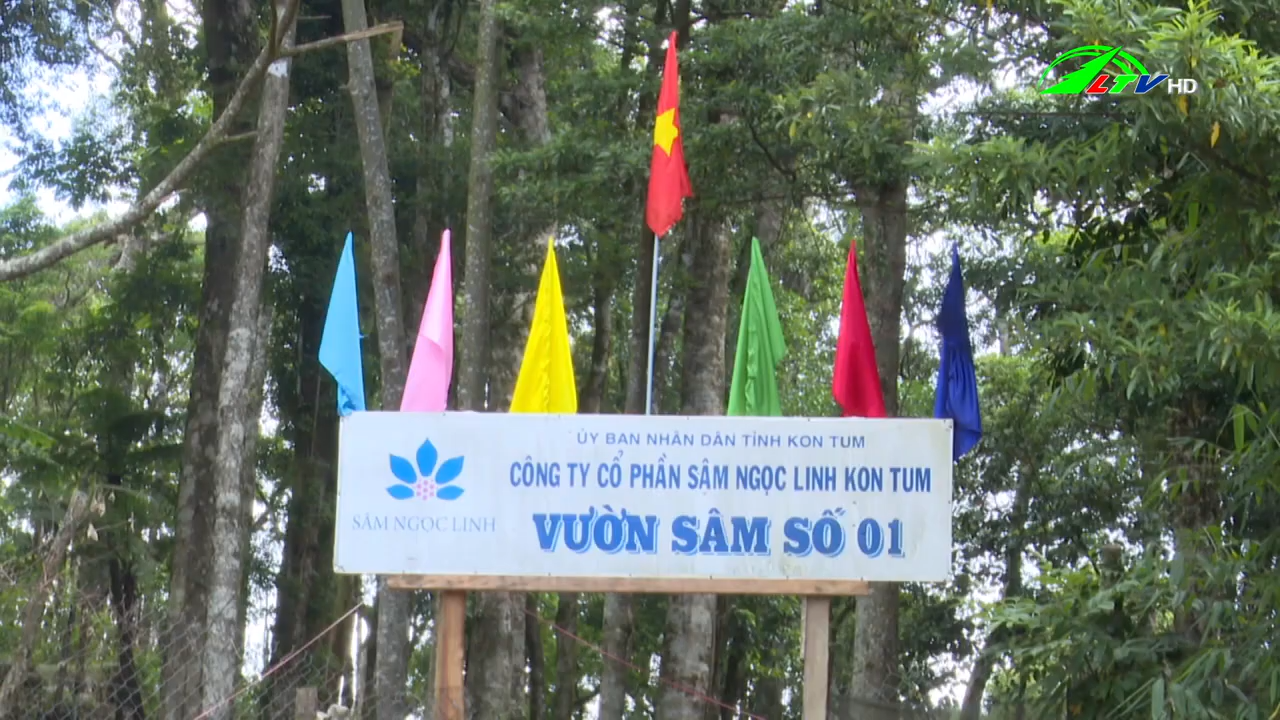 LTV HD
ỦY BAN NHÂN DÂN TỈNH KON TUM
CÔNG TY CỔ PHẦN SÂM NGỌC LINH KON TUM
SÂM NGỌC LINH
VƯỜN SÂM SỐ 01